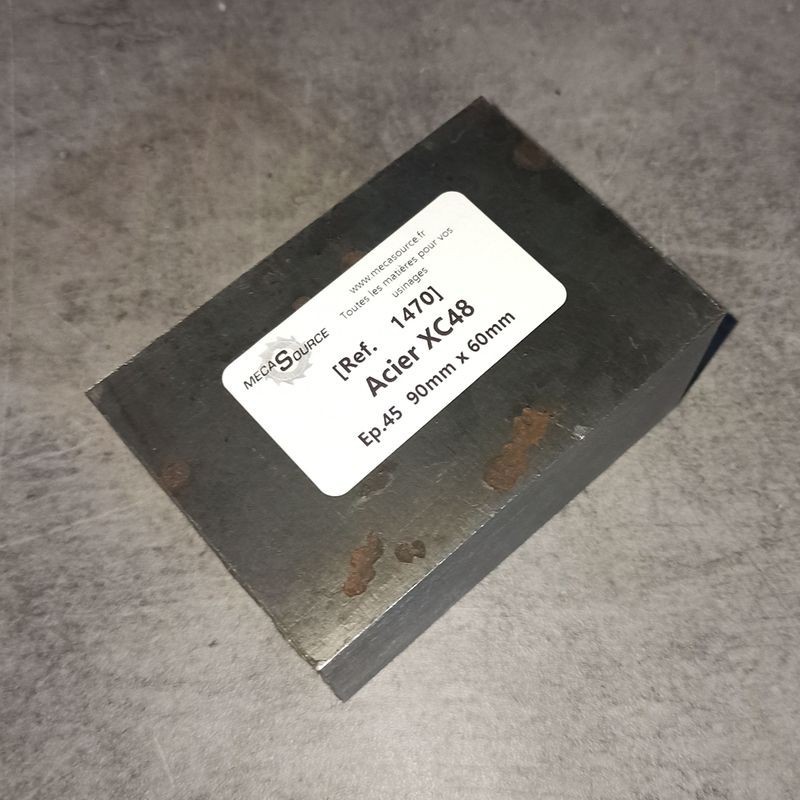 MECASOURCE
www.mecasource.fr
Toutes les matières pour vos
usinages
[Ref. 1470]
Acier XC48
Ep.45 90mm x 60mm